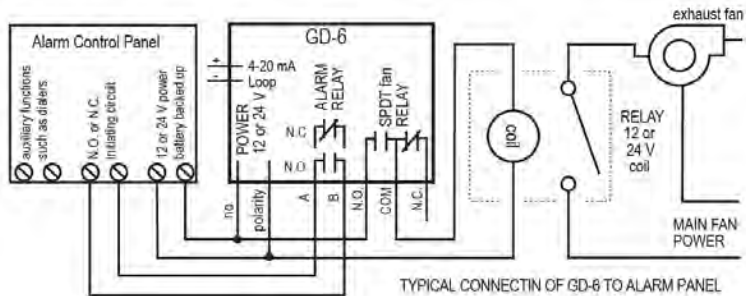 Alarm Control Panel
auxiliary functions
such as dialers
N.O. or N.C.
initiating circuit
12 or 24 V power
battery backed up
GD-6
+
-
4-20 mA
Loop
POWER
12 or 24 V
ALARM
RELAY
N.C
N.O.
SPDT fan
RELAY
no
polarity
A
B
N.O.
COM
N.C.
coil
exhaust fan
RELAY
12 or
24 V
coil
MAIN FAN
POWER
TYPICAL CONNECTIN OF GD-6 TO ALARM PANEL